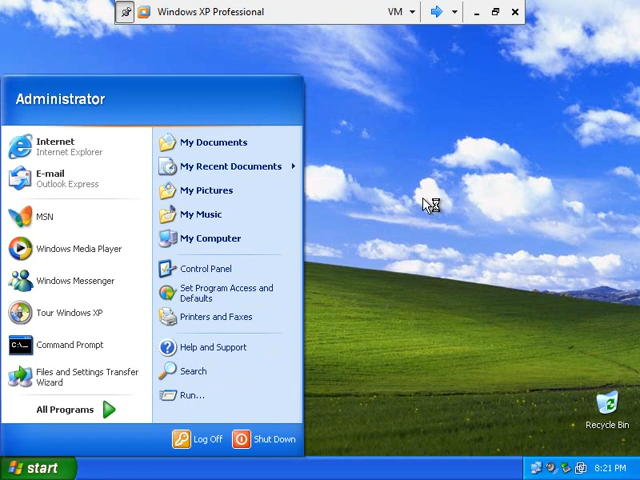 Windows XP Professional
VM
Administrator
Internet
Internet Explorer
E-mail
Outlook Express
MSN
Windows Media Player
Windows Messenger
Tour Windows XP
C:\_
Command Prompt
Files and Settings Transfer
Wizard
All Programs
My Documents
My Recent Documents
My Pictures
My Music
My Computer
Control Panel
Set Program Access and
Defaults
Printers and Faxes
Help and Support
Search
Run...
Log Off
Shut Down
Recycle Bin
start
8:21 PM